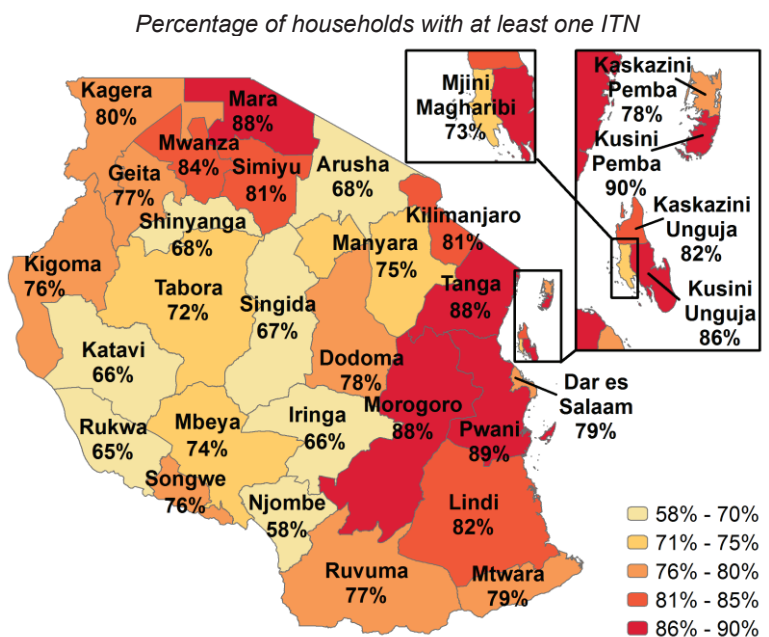 Percentage of households with at least one ITN
Kagera
80%
Mara
88%
Mwanza
84%
Geita
77%
Simiyu
81%
Arusha
68%
Shinyanga
68%
Kilimanjaro
81%
Kigoma
76%
Manyara
75%
Tabora
72%
Singida
67%
Tanga
88%
Katavi
66%
Dodoma
78%
Rukwa
65%
Mbeya
74%
Iringa
66%
Morogoro
88%
Pwani
89%
Dar es
Salaam
79%
Songwe
76%
Njombe
58%
Lindi
82%
Ruvuma
77%
Mtwara
79%
Mjini
Magharibi
73%
Kaskazini
Pemba
78%
Kusini
Pemba
90%
Kaskazini
Unguja
82%
Kusini
Unguja
86%
58% - 70%
71% - 75%
76% - 80%
81% - 85%
86% - 90%